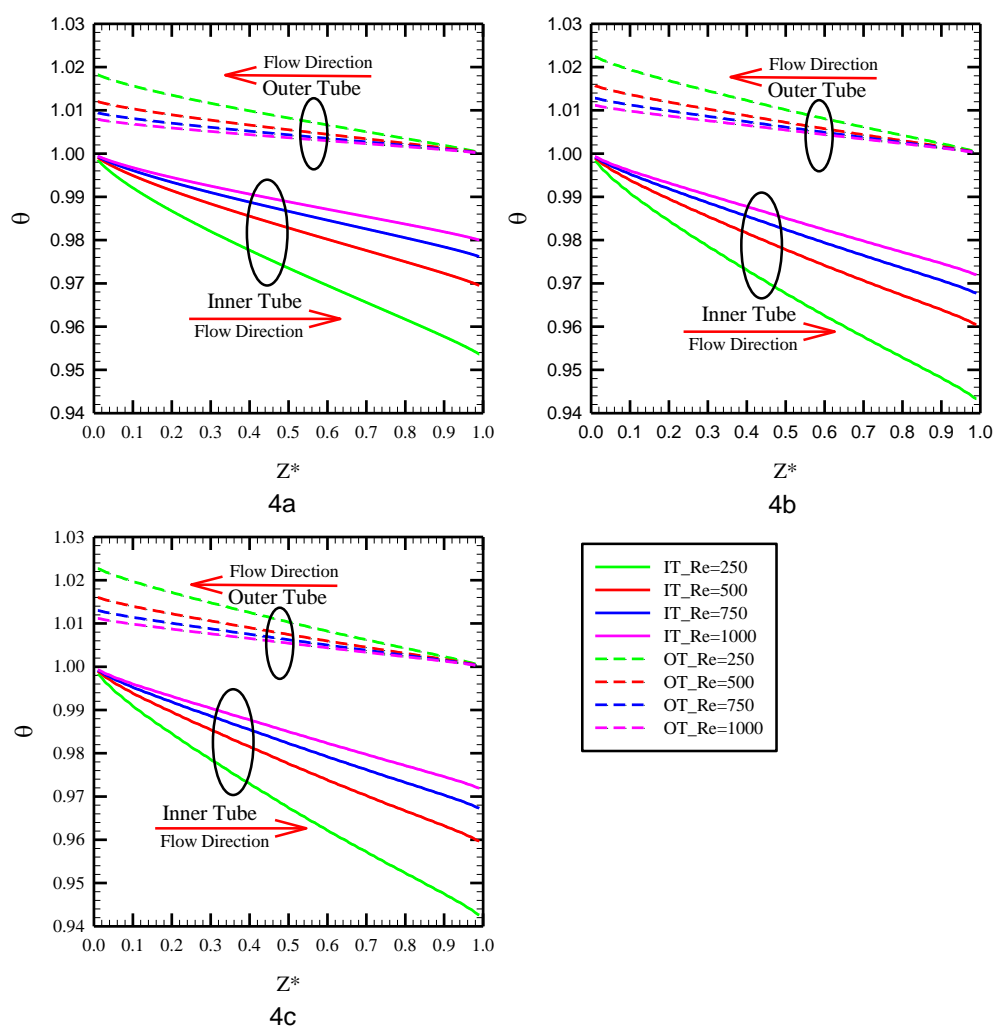 1.03
1.02
1.01
1.00
0.99
0.98
0.97
0.96
0.95
0.94
θ
Flow Direction
Outer Tube
Inner Tube
Flow Direction
0.0 0.1 0.2 0.3 0.4 0.5 0.6 0.7 0.8 0.9 1.0
Z*
4a
1.03
1.02
1.01
1.00
0.99
0.98
0.97
0.96
0.95
0.94
θ
Flow Direction
Outer Tube
Inner Tube
Flow Direction
0.0 0.1 0.2 0.3 0.4 0.5 0.6 0.7 0.8 0.9 1.0
Z*
4b
1.03
1.02
1.01
1.00
0.99
0.98
0.97
0.96
0.95
0.94
θ
Flow Direction
Outer Tube
Inner Tube
Flow Direction
0.0 0.1 0.2 0.3 0.4 0.5 0.6 0.7 0.8 0.9 1.0
Z*
4c
IT_Re=250
IT_Re=500
IT_Re=750
IT_Re=1000
OT_Re=250
OT_Re=500
OT_Re=750
OT_Re=1000